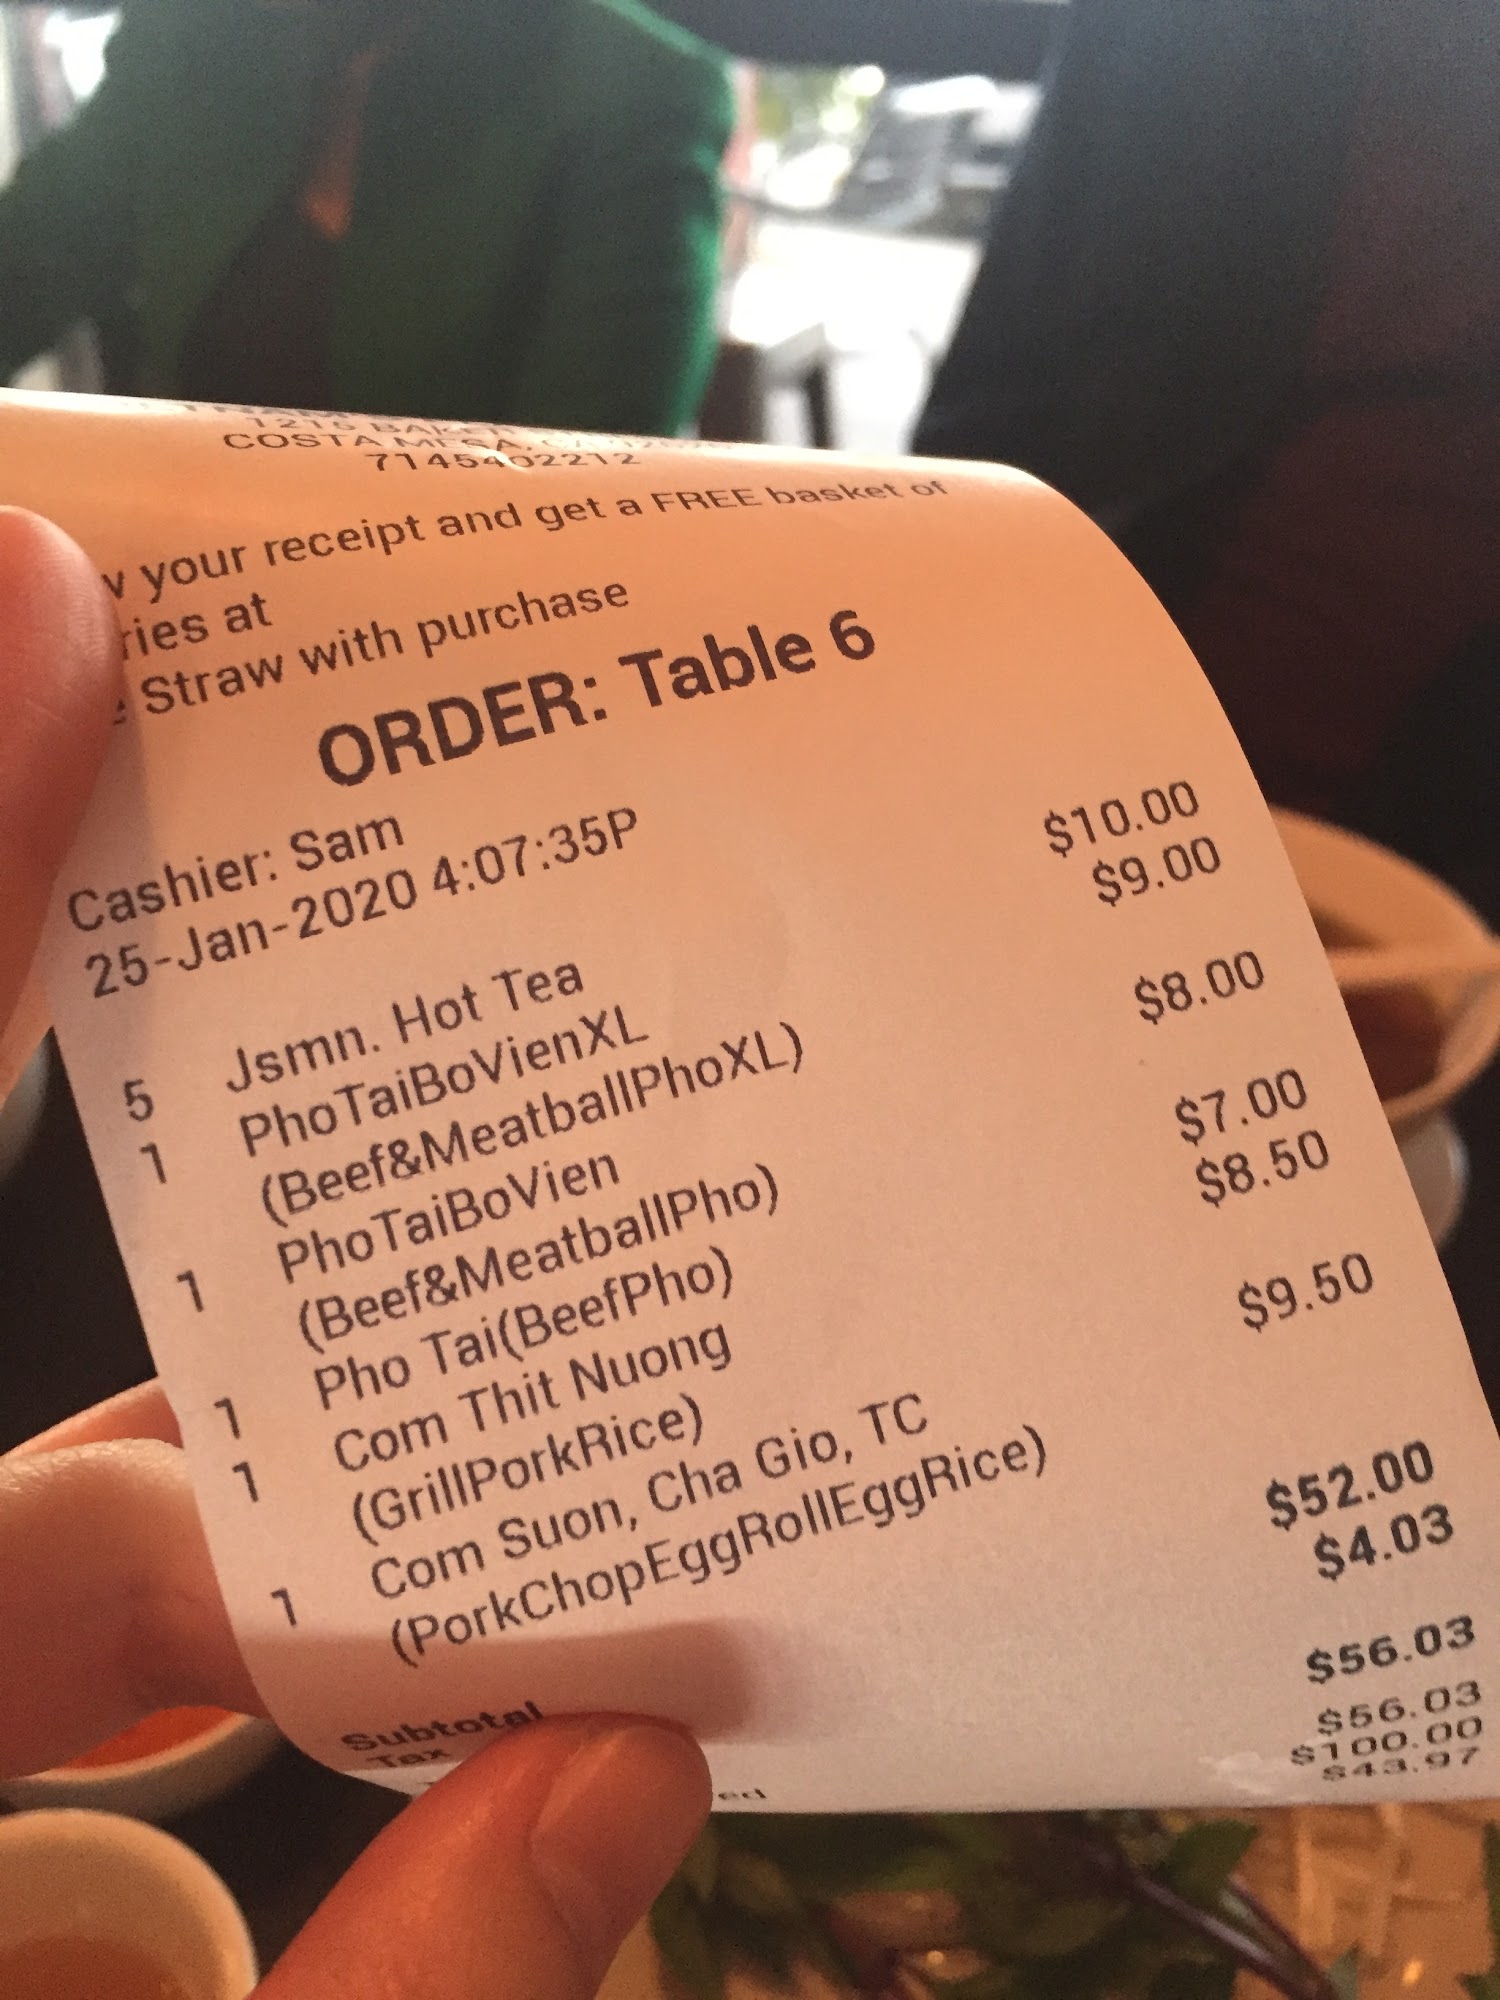 1215 BAKER
COSTA MESA, CA
7145402212
your receipt and get a FREE basket of
at
Straw with purchase
ORDER: Table 6
Cashier: Sam
25-Jan-2020 4:07:35P
5 Jsmn. Hot Tea $10.00
1 PhoTaiBoVienXL $9.00
(Beef&MeatballPhoXL)
1 PhoTaiBoVien $8.00
(Beef&MeatballPho)
1 Pho Tai(BeefPho) $7.00
1 Com Thit Nuong $8.50
(GrillPorkRice)
1 Com Suon, Cha Gio, TC $9.50
(PorkChopEggRollEggRice)
Subtotal $52.00
Tax $4.03
$56.03
$56.03
$100.00
$43.97